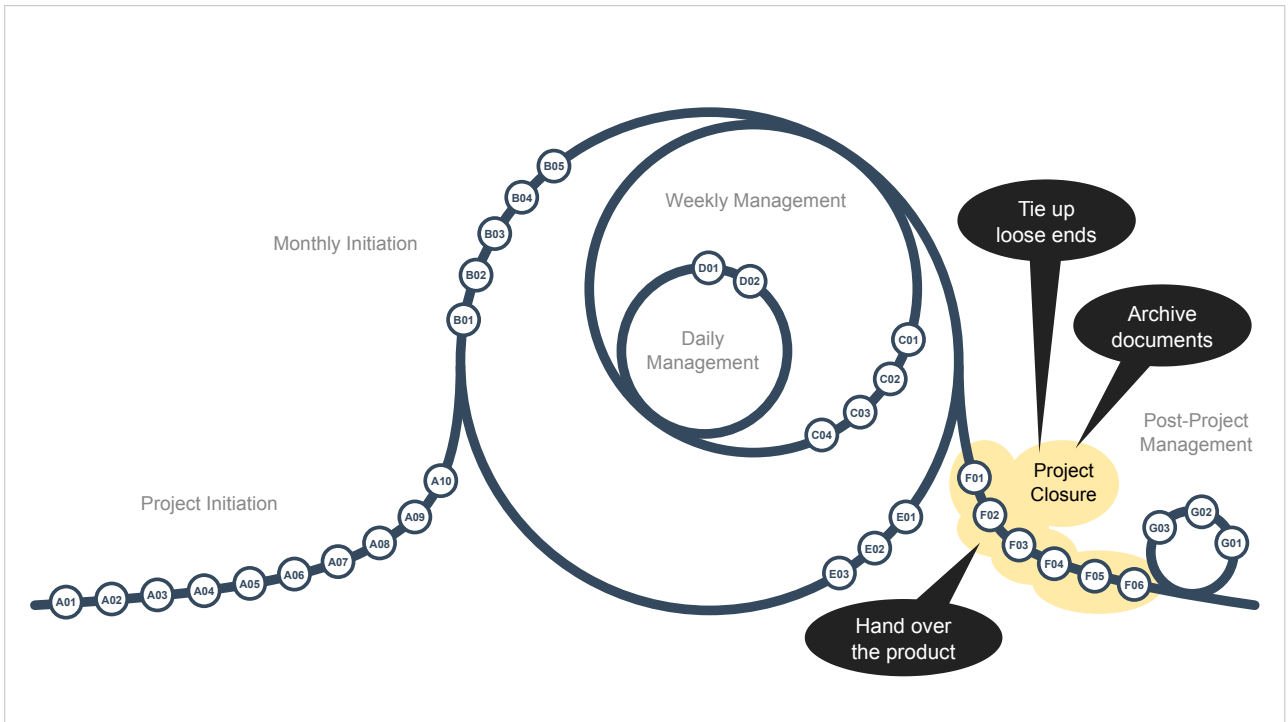 Project Initiation
A01
A02
A03
A04
A05
A06
A07
A08
A09
A10
Monthly Initiation
B01
B02
B03
B04
B05
Weekly Management
C01
C02
C03
C04
Daily
Management
D01
D02
E01
E02
E03
Tie up
loose ends
Archive
documents
Hand over
the product
Project
Closure
F01
F02
F03
F04
F05
F06
Post-Project
Management
G01
G02
G03